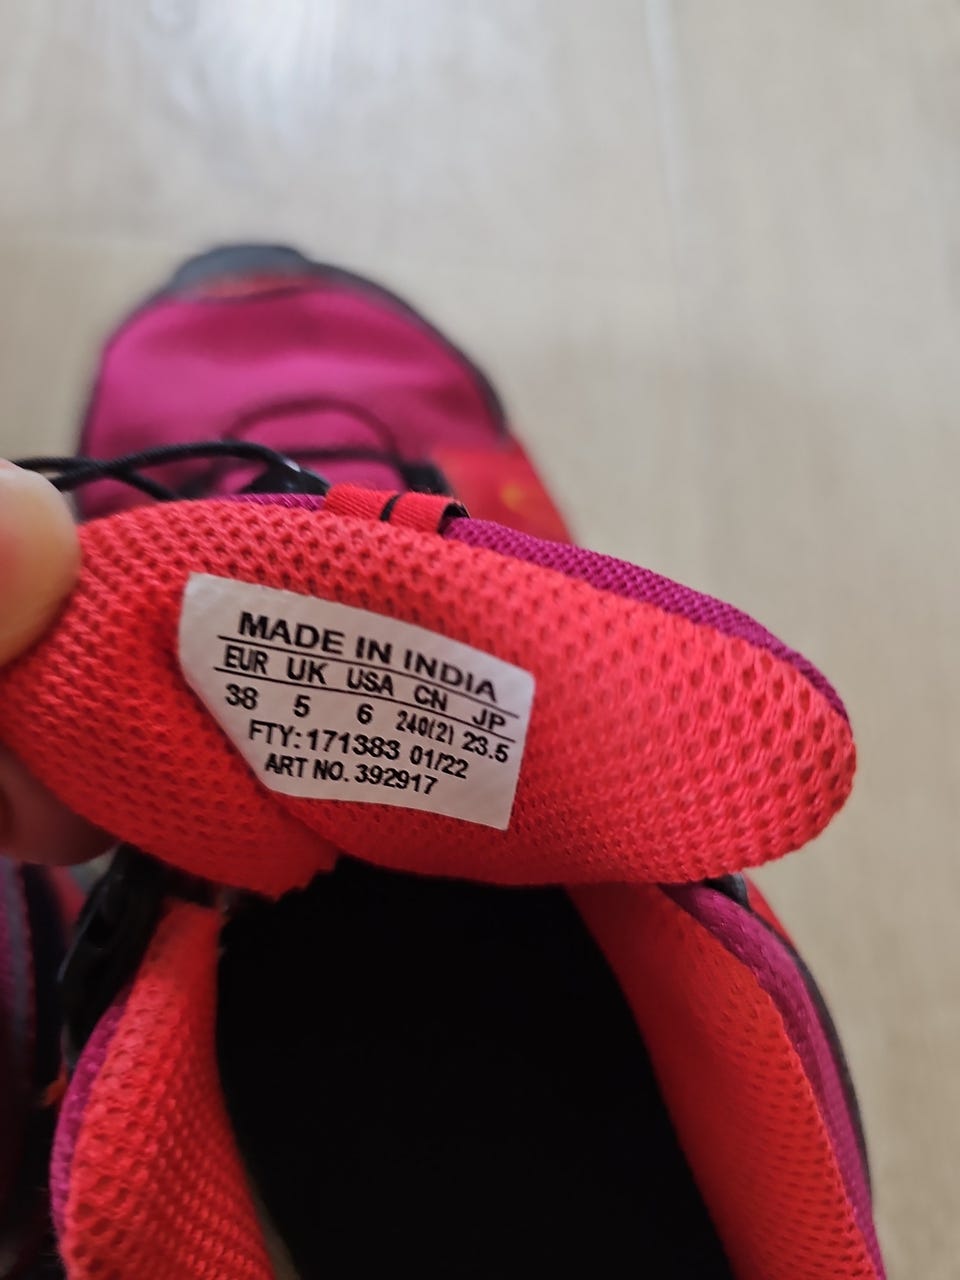 MADE IN INDIA
EUR UK USA CN JP
38 5 6 240(2) 23.5
FTY: 171383 01/22
ART NO. 392917